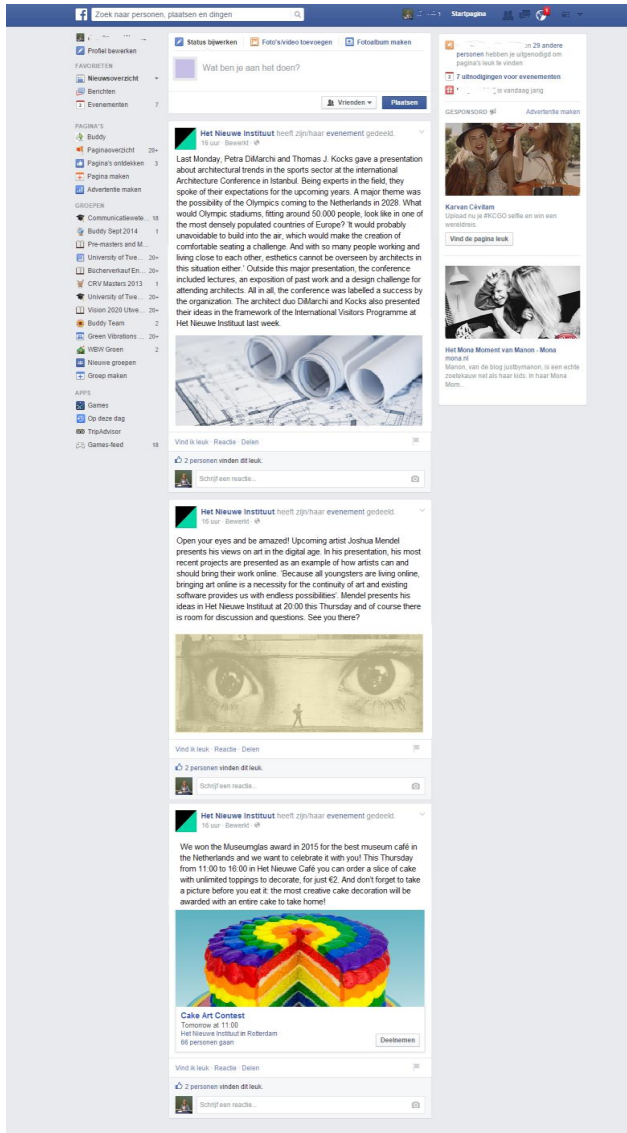 Zoek naar personen, plaatsen en dingen
Startpagina
Profiel bewerken
FAVORIETEN
Nieuwsoverzicht
Berichten
Evenementen 7
PAGINA'S
Buddy
Paginaoverzicht 20+
Pagina's ontdekken 3
Pagina maken
Advertentie maken
GROEPEN
Communicatiewete... 18
Buddy Sept 2014 1
Pre-masters and M...
University of Twe... 20+
Bücherverkauf En... 20+
CRV Masters 2013 1
University of Twe... 20+
Vision 2020 Utwe... 20+
Buddy Team 2
Green Vibrations ... 20+
WBW Groen 2
Nieuwe groepen
Groep maken
APPS
Games
Op deze dag
TripAdvisor
Games-feed 18
Status bijwerken
Foto's/video toevoegen
Fotoalbum maken
Wat ben je aan het doen?
Vrienden
Plaatsen
Het Nieuwe Instituut heeft zijn/haar evenement gedeeld.
16 uur · Bewerkt ·
Last Monday, Petra DiMarchi and Thomas J. Kocks gave a presentation
about architectural trends in the sports sector at the international
Architecture Conference in Istanbul. Being experts in the field, they
spoke of their expectations for the upcoming years. A major theme was
the possibility of the Olympics coming to the Netherlands in 2028. What
would Olympic stadiums, fitting around 50.000 people, look like in one of
the most densely populated countries of Europe? 'It would probably
unavoidable to build into the air, which would make the creation of
comfortable seating a challenge. And with so many people working and
living close to each other, esthetics cannot be overseen by architects in
this situation either.' Outside this major presentation, the conference
included lectures, an exposition of past work and a design challenge for
attending architects. All in all, the conference was labelled a success by
the organization. The architect duo DiMarchi and Kocks also presented
their ideas in the framework of the International Visitors Programme at
Het Nieuwe Instituut last week.
Vind ik leuk · Reactie · Delen
2 personen vinden dit leuk.
Schrijf een reactie...
Het Nieuwe Instituut heeft zijn/haar evenement gedeeld.
16 uur · Bewerkt ·
Open your eyes and be amazed! Upcoming artist Joshua Mendel
presents his views on art in the digital age. In his presentation, his most
recent projects are presented as an example of how artists can and
should bring their work online. 'Because all youngsters are living online,
bringing art online is a necessity for the continuity of art and existing
software provides us with endless possibilities'. Mendel presents his
ideas in Het Nieuwe Instituut at 20:00 this Thursday and of course there
is room for discussion and questions. See you there?
Vind ik leuk · Reactie · Delen
2 personen vinden dit leuk.
Schrijf een reactie...
Het Nieuwe Instituut heeft zijn/haar evenement gedeeld.
16 uur · Bewerkt ·
We won the Museumglas award in 2015 for the best museum café in
the Netherlands and we want to celebrate it with you! This Thursday
from 11:00 to 16:00 in Het Nieuwe Café you can order a slice of cake
with unlimited toppings to decorate, for just €2. And don't forget to take
a picture before you eat it: the most creative cake decoration will be
awarded with an entire cake to take home!
Cake Art Contest
Tomorrow at 11:00
Het Nieuwe Instituut in Rotterdam
66 personen gaan
Deelnemen
Vind ik leuk · Reactie · Delen
2 personen vinden dit leuk.
Schrijf een reactie...
en 29 andere
personen hebben je uitgenodigd om
pagina's leuk te vinden
7 uitnodigingen voor evenementen
is vandaag jarig
GESPONSORD
Advertentie maken
Karvan Cévitam
Upload nu je #KCGO selfie en win een
wereldreis.
Vind de pagina leuk
Het Mona Moment van Manon - Mona
mona.nl
Manon, van de blog justbymanon, is een echte
zoetekauw net als haar kids. In haar Mona
Mom...